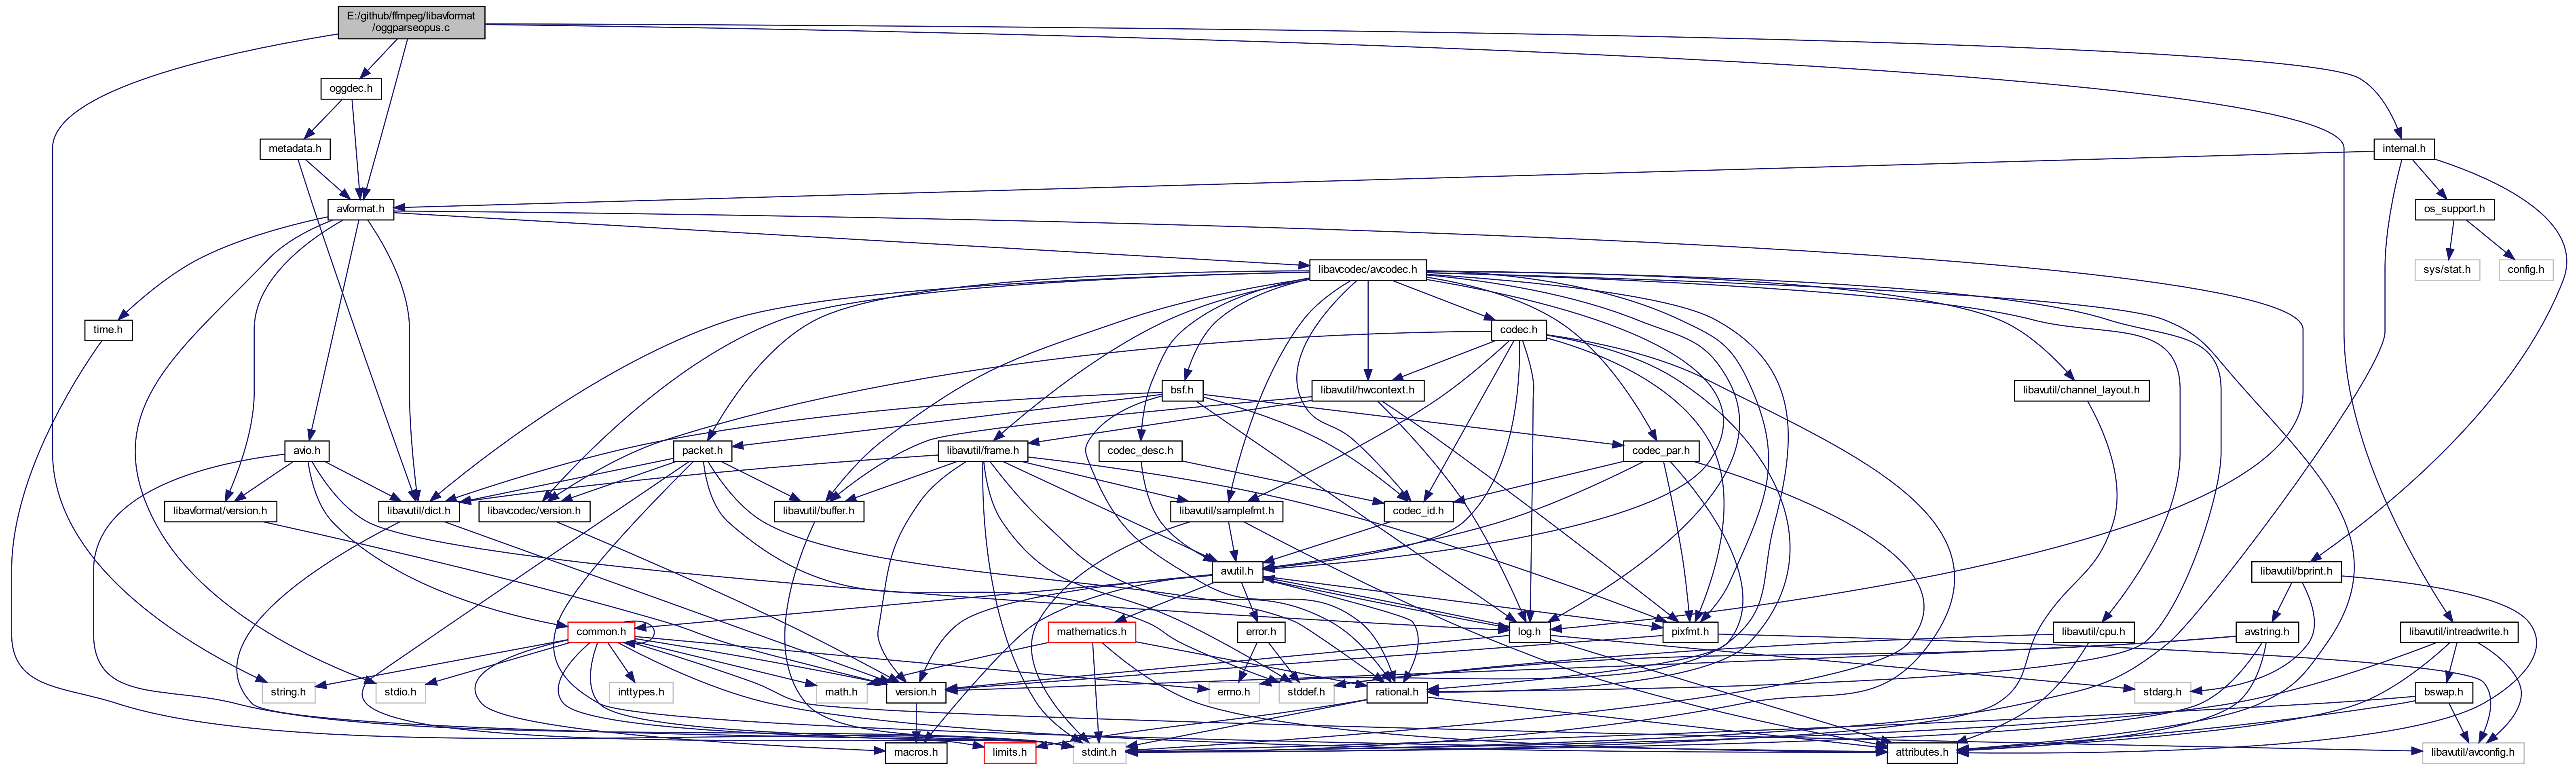 E:/github/ffmpeg/libavformat
/oggparseopus.c
oggdec.h
metadata.h
internal.h
avformat.h
os_support.h
libavcodec/avcodec.h
sys/stat.h
config.h
time.h
codec.h
bsf.h
libavutil/hwcontext.h
libavutil/channel_layout.h
avio.h
packet.h
libavutil/frame.h
codec_desc.h
codec_par.h
libavformat/version.h
libavutil/dict.h
libavcodec/version.h
libavutil/buffer.h
libavutil/samplefmt.h
codec_id.h
avutil.h
libavutil/bprint.h
common.h
mathematics.h
error.h
log.h
pixfmt.h
libavutil/cpu.h
avstring.h
libavutil/intreadwrite.h
string.h
stdio.h
inttypes.h
math.h
version.h
errno.h
stddef.h
rational.h
stdarg.h
bswap.h
macros.h
limits.h
stdint.h
attributes.h
libavutil/avconfig.h